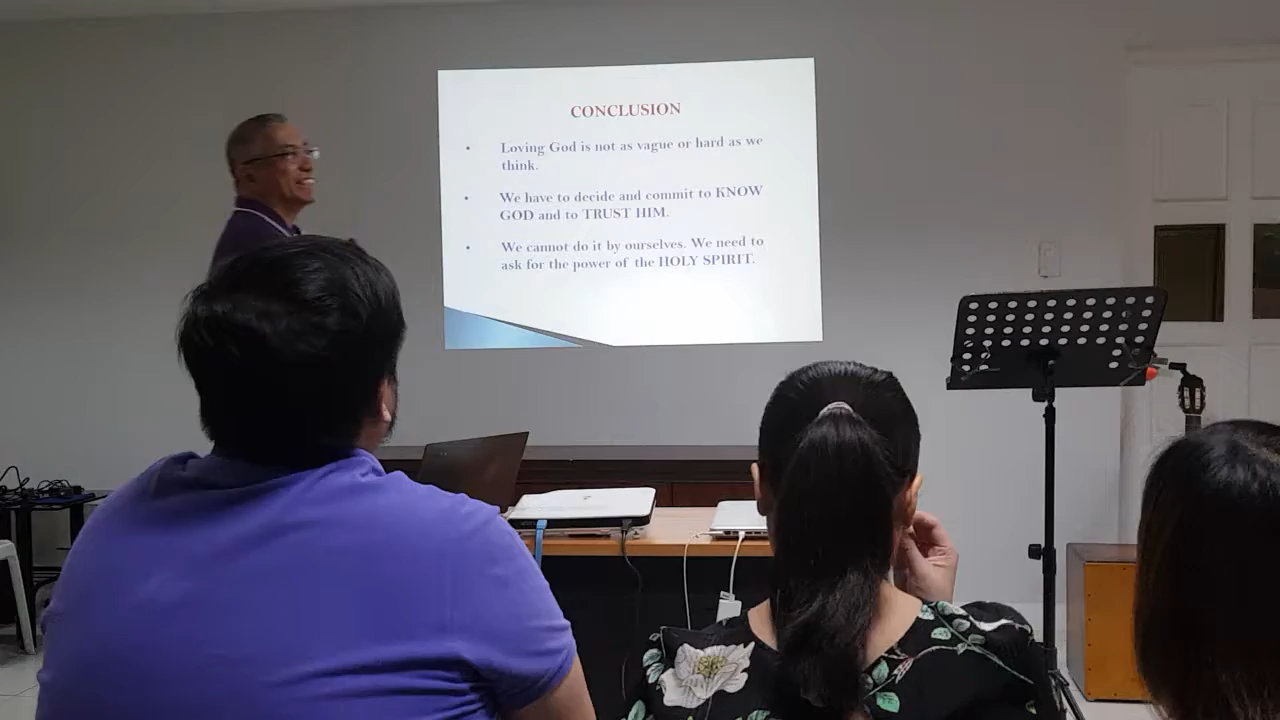 CONCLUSION
• Loving God is not as vague or hard as we
think.
• We have to decide and commit to KNOW
GOD and to TRUST HIM.
• We cannot do it by ourselves. We need to
ask for the power of the HOLY SPIRIT.